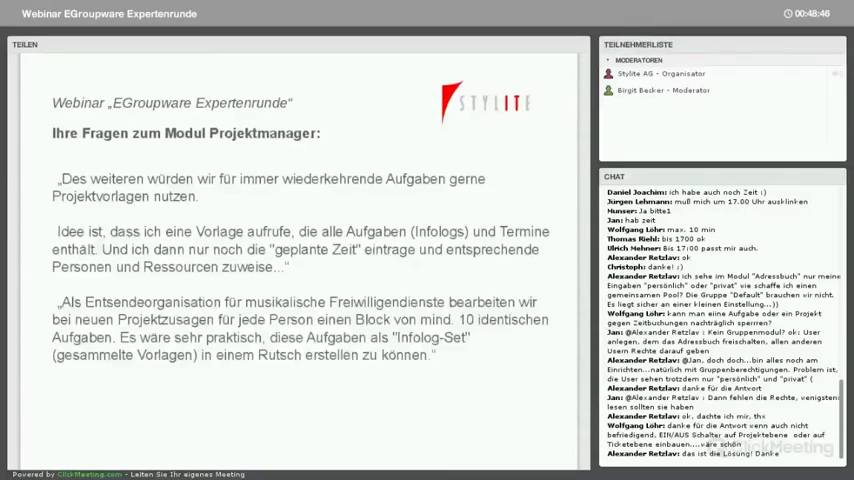 Webinar EGroupware Expertenrunde
00:48:46
TEILEN
Webinar „EGroupware Expertenrunde“
STYLITE
Ihre Fragen zum Modul Projektmanager:
„Des weiteren würden wir für immer wiederkehrende Aufgaben gerne
Projektvorlagen nutzen.
Idee ist, dass ich eine Vorlage aufrufe, die alle Aufgaben (Infologs) und Termine
enthält. Und ich dann nur noch die "geplante Zeit" eintrage und entsprechende
Personen und Ressourcen zuweise...“
„Als Entsendeorganisation für musikalische Freiwilligendienste bearbeiten wir
bei neuen Projektzusagen für jede Person einen Block von mind. 10 identischen
Aufgaben. Es wäre sehr praktisch, diese Aufgaben als "Infolog-Set"
(gesammelte Vorlagen) in einem Rutsch erstellen zu können.“
TEILNEHMERLISTE
MODERATOREN
Stylite AG - Organisator
Birgit Becker - Moderator
CHAT
Daniel Joachim: ich habe auch noch Zeit :)
Jürgen Lehmann: muß mich um 17.00 Uhr ausklinken
Munser: Ja bitte1
Jan: hab zeit
Wolfgang Löhr: max. 10 min
Thomas Riehl: bis 1700 ok
Ulrich Mehner: Bis 17:00 passt mir auch.
Alexander Retzlav: ok
Christoph: danke! ;)
Alexander Retzlav: ich sehe im Modul "Adressbuch" nur meine
Eingaben "persönlich" oder "privat" wie schaffe ich einen
gemeinsamen Pool? Die Gruppe "Default" brauchen wir nicht.
Es liegt sicher an einer kleinen Einstellung...))
Wolfgang Löhr: kann man eiine Aufgabe oder ein Projekt
gegen Zeitbuchungen nachträglich sperren?
Jan: @Alexander Retzlav : Kein Gruppenmodul? ok: User
anlegen, dem das Adressbuch freischalten, allen anderen
Usern Rechte darauf geben
Alexander Retzlav: @Jan, doch doch...bin alles noch am
Einrichten...natürlich mit Gruppenberechtigungen. Problem ist,
die User sehen trotzdem nur "persönlich" und "privat" (
Alexander Retzlav: danke für die Antwort
Jan: @Alexander Retzlav : Dann fehlen die Rechte, venigstens
lesen sollten sie haben
Alexander Retzlav: ok, dachte ich mir, thx
Wolfgang Löhr: danke für die Antwort wenn auch nicht
befriedigend, EIN/AUS Schalter auf Projektebene oder auf
Ticketebene einbauen....wäre schön
Alexander Retzlav: das ist die Lösung! Danke
ClickMeeting
Powered by ClickMeeting.com - Leiten Sie Ihr eigenes Meeting